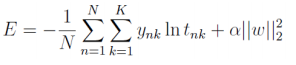 E = -\frac{1}{N} \sum_{n=1}^{N} \sum_{k=1}^{K} y_{nk} \ln t_{nk} + \alpha ||w||_2^2